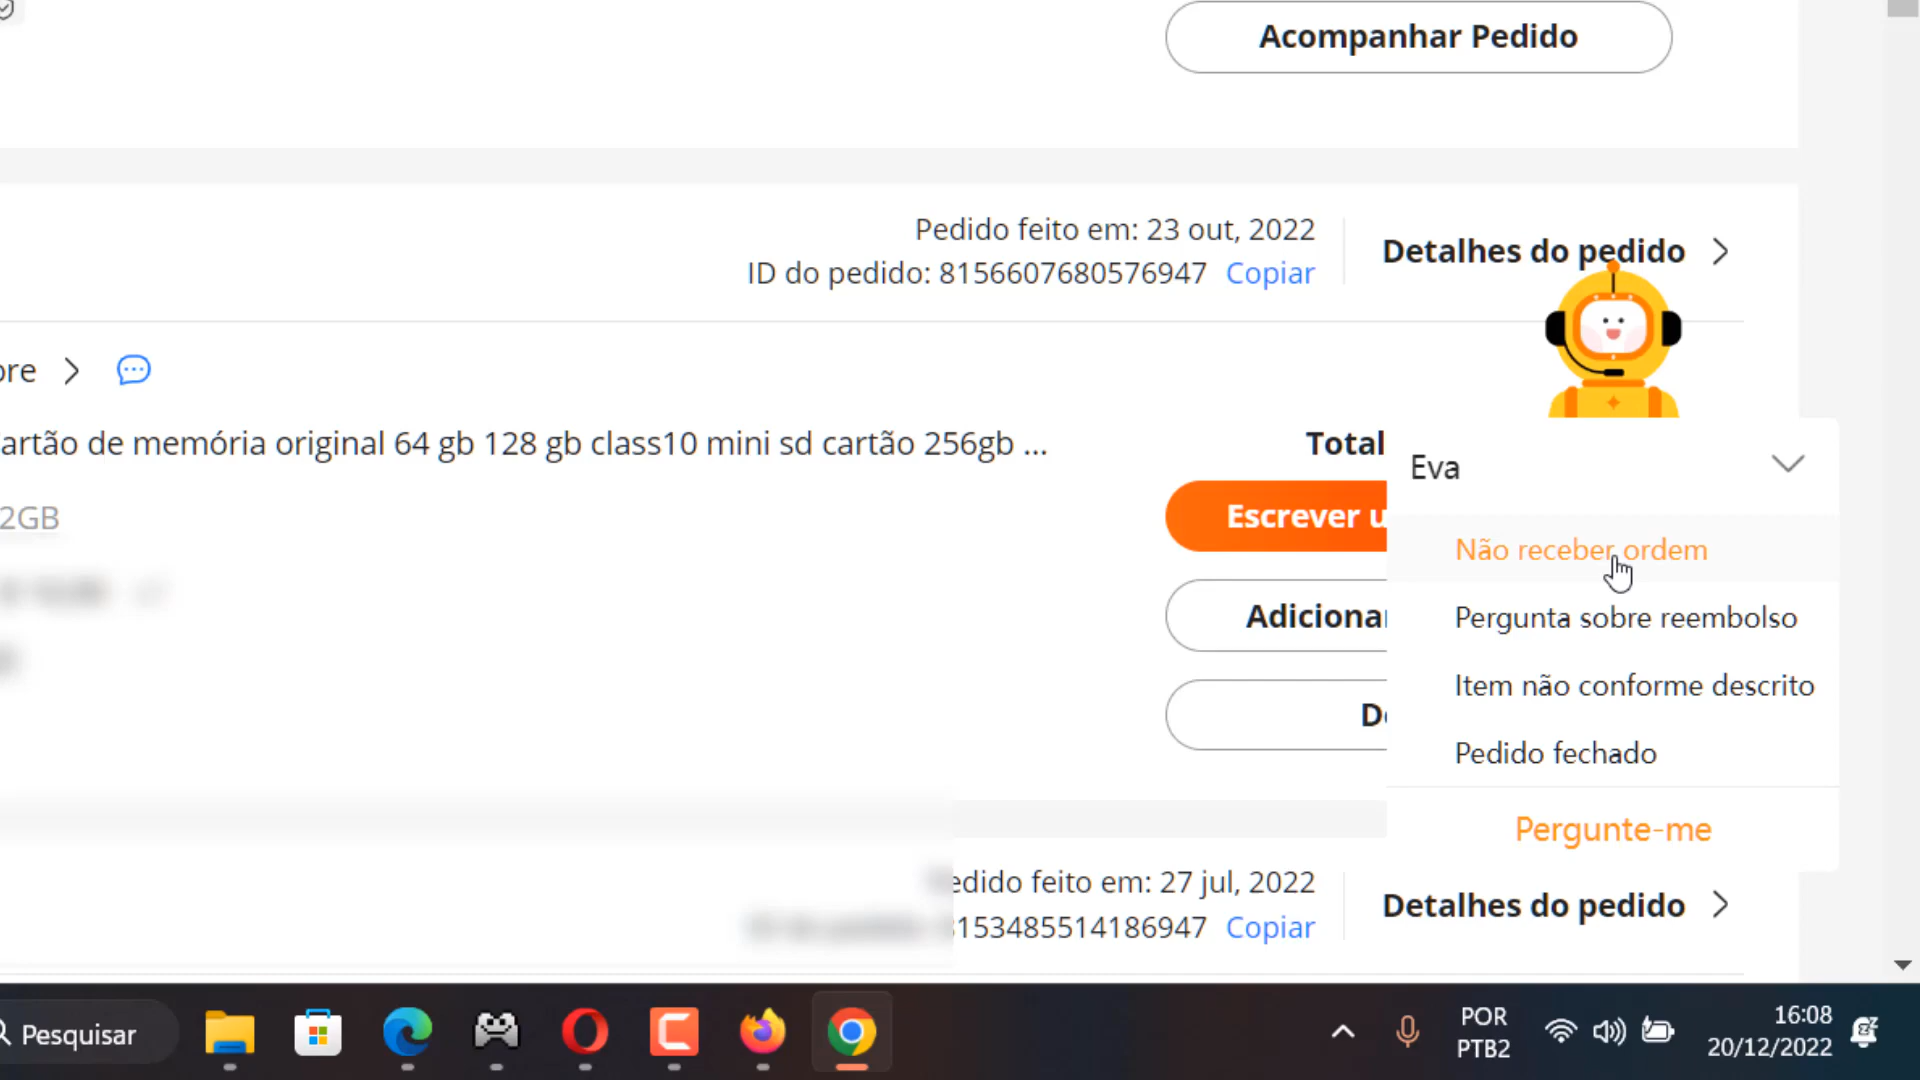 Acompanhar Pedido
Pedido feito em: 23 out, 2022
ID do pedido: 8156607680576947 Copiar
Detalhes do pedido
ore
artão de memória original 64 gb 128 gb class10 mini sd cartão 256gb ...
2GB
Total
Escrever u
Adiciona
De
Eva
Não receber ordem
Pergunta sobre reembolso
Item não conforme descrito
Pedido fechado
Pergunte-me
edido feito em: 27 jul, 2022
153485514186947 Copiar
Detalhes do pedido
Pesquisar
POR
PTB2
16:08
20/12/2022